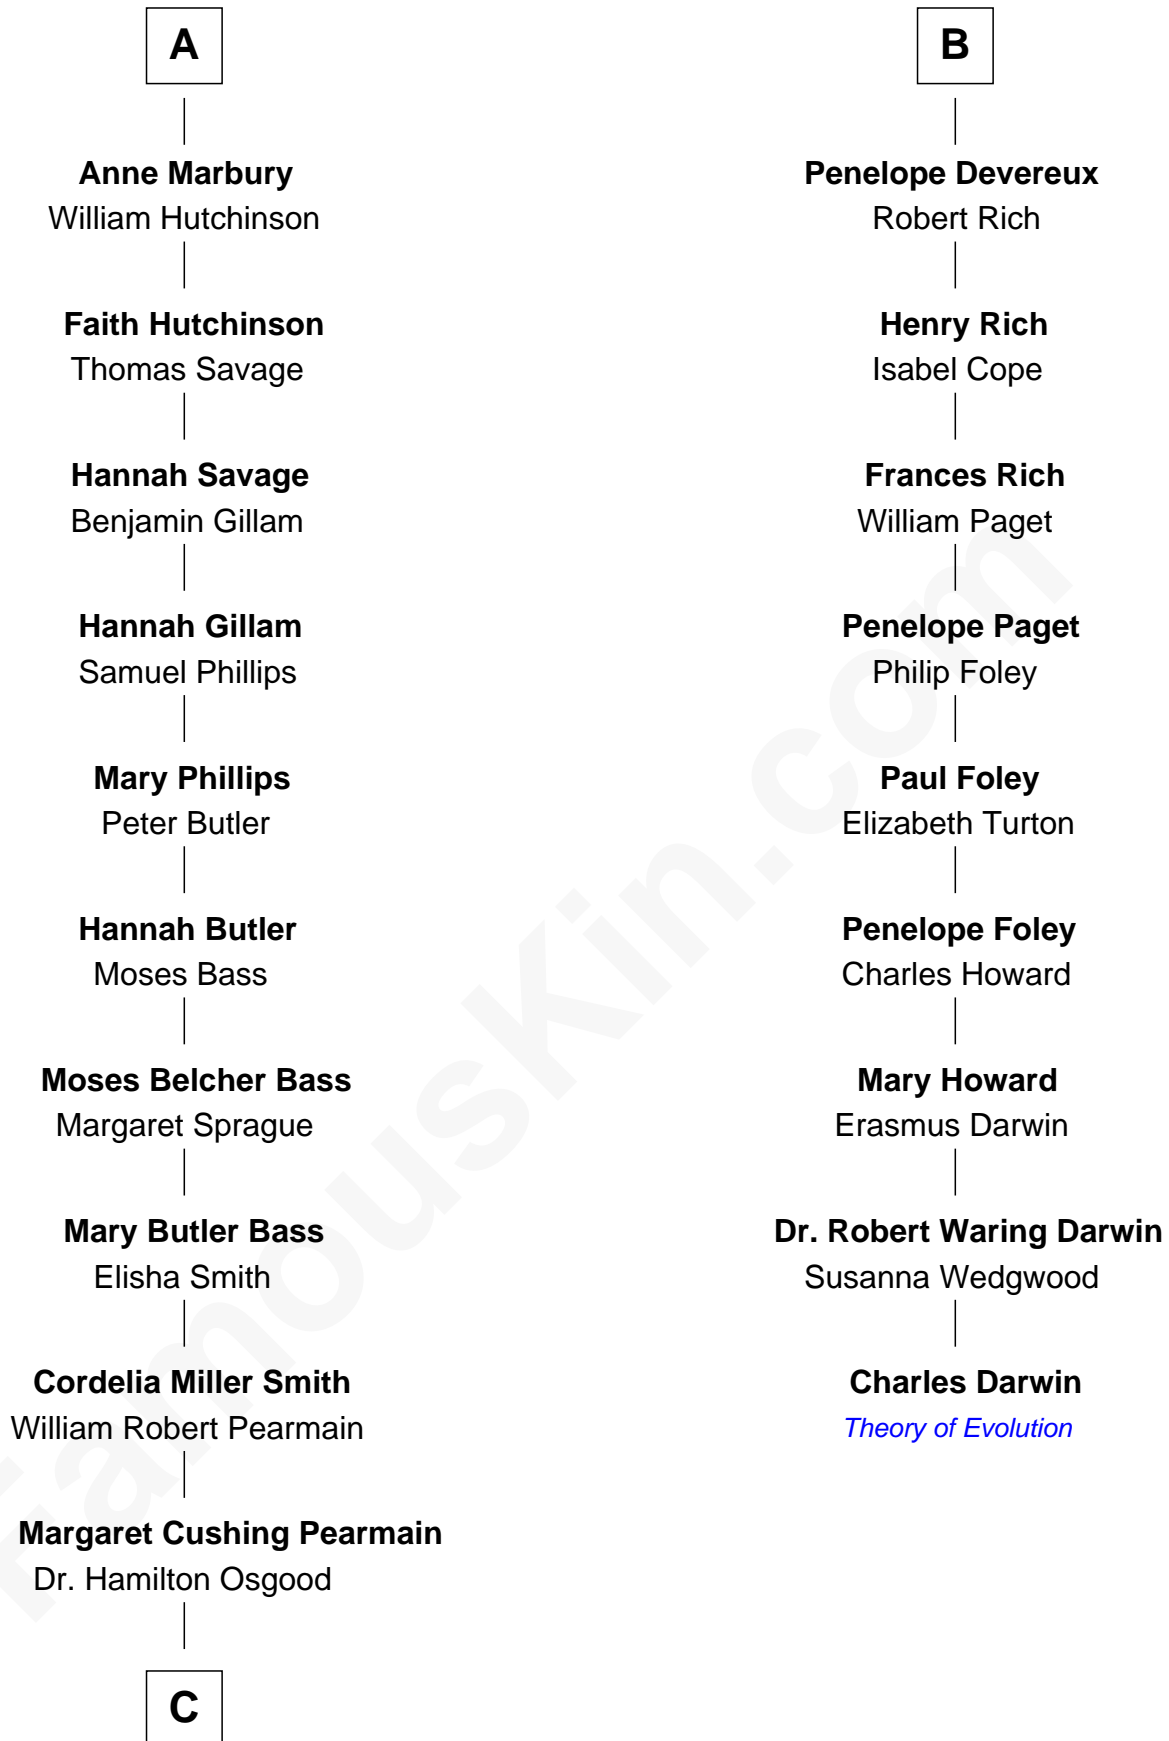 A
Anne Marbury
William Hutchinson
Faith Hutchinson
Thomas Savage
Hannah Savage
Benjamin Gillam
Hannah Gillam
Samuel Phillips
Mary Phillips
Peter Butler
Hannah Butler
Moses Bass
Moses Belcher Bass
Margaret Sprague
Mary Butler Bass
Elisha Smith
Cordelia Miller Smith
William Robert Pearmain
Margaret Cushing Pearmain
Dr. Hamilton Osgood
C
B
Penelope Devereux
Robert Rich
Henry Rich
Isabel Cope
Frances Rich
William Paget
Penelope Paget
Philip Foley
Paul Foley
Elizabeth Turton
Penelope Foley
Charles Howard
Mary Howard
Erasmus Darwin
Dr. Robert Waring Darwin
Susanna Wedgwood
Charles Darwin
Theory of Evolution
FamousKin.com